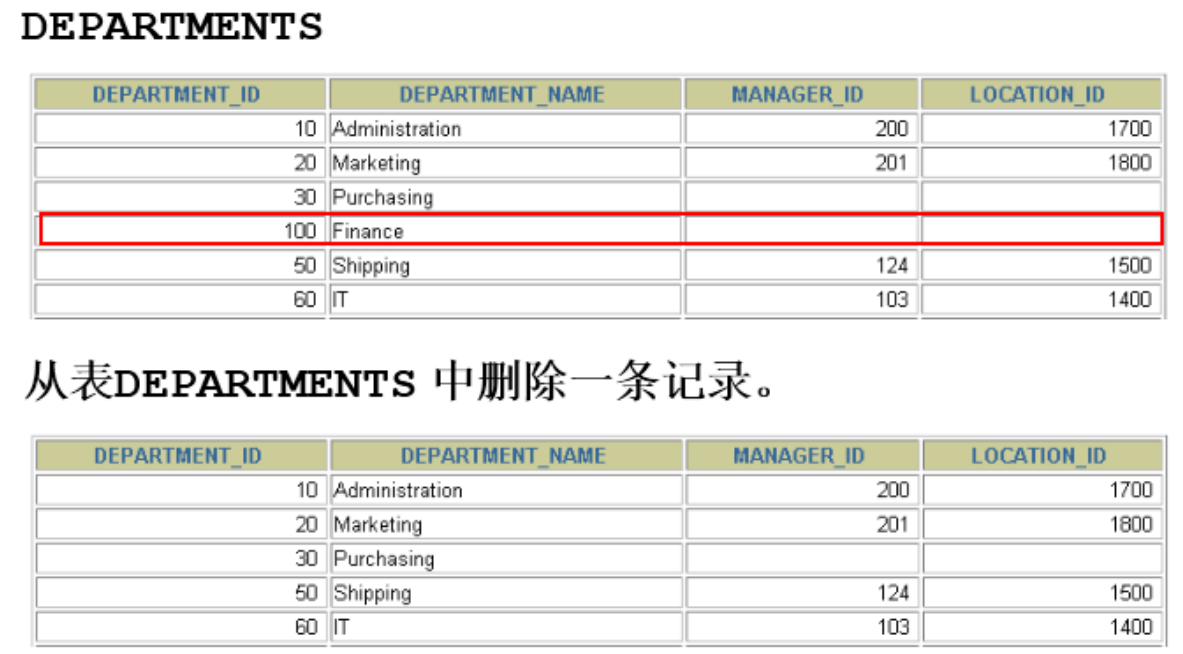 DEPARTMENTS
DEPARTMENT_ID DEPARTMENT_NAME MANAGER_ID LOCATION_ID
10 Administration 200 1700
20 Marketing 201 1800
30 Purchasing
100 Finance
50 Shipping 124 1500
60 IT 103 1400
从表DEPARTMENTS 中删除一条记录。
DEPARTMENT_ID DEPARTMENT_NAME MANAGER_ID LOCATION_ID
10 Administration 200 1700
20 Marketing 201 1800
30 Purchasing
50 Shipping 124 1500
60 IT 103 1400